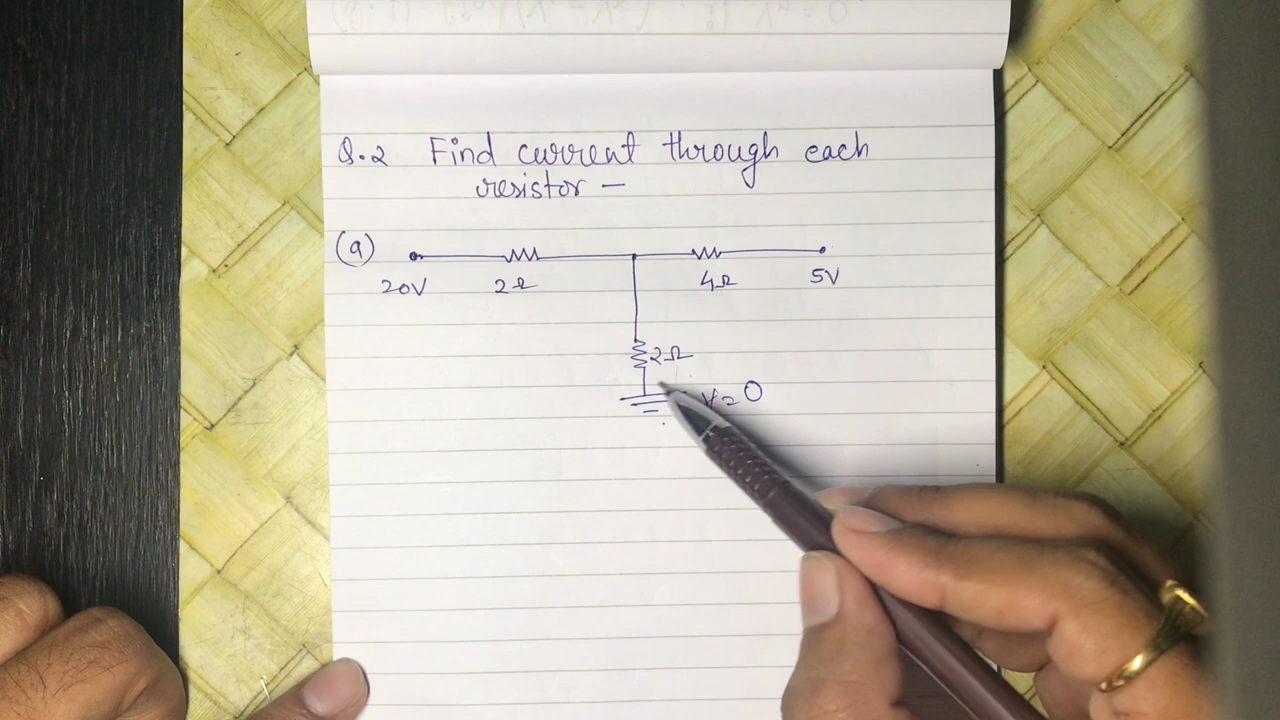 Q.2 Find current through each
resistor –
(a)
20V 2Ω 4Ω 5V
2Ω
V=0